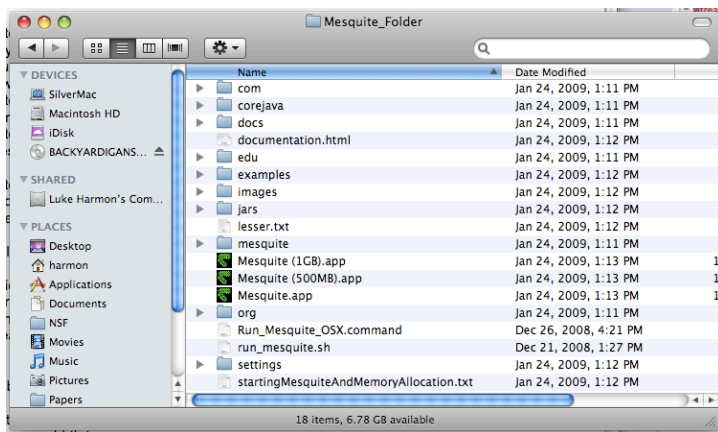 Mesquite_Folder
Name Date Modified
DEVICES
SilverMac
Macintosh HD
iDisk
BACKYARDIGANS...
SHARED
Luke Harmon's Com...
PLACES
Desktop
harmon
Applications
Documents
NSF
Movies
Music
Pictures
Papers
com Jan 24, 2009, 1:11 PM
corejava Jan 24, 2009, 1:11 PM
docs Jan 24, 2009, 1:11 PM
documentation.html Jan 24, 2009, 1:12 PM
edu Jan 24, 2009, 1:11 PM
examples Jan 24, 2009, 1:12 PM
images Jan 24, 2009, 1:12 PM
jars Jan 24, 2009, 1:12 PM
lesser.txt Jan 24, 2009, 1:12 PM
mesquite Jan 24, 2009, 1:11 PM
Mesquite (1GB).app Jan 24, 2009, 1:13 PM 1
Mesquite (500MB).app Jan 24, 2009, 1:13 PM 1
Mesquite.app Jan 24, 2009, 1:13 PM 1
org Jan 24, 2009, 1:11 PM
Run_Mesquite_OSX.command Dec 26, 2008, 4:21 PM
run_mesquite.sh Dec 21, 2008, 1:27 PM
settings Jan 24, 2009, 1:12 PM
startingMesquiteAndMemoryAllocation.txt Jan 24, 2009, 1:12 PM
18 items, 6.78 GB available